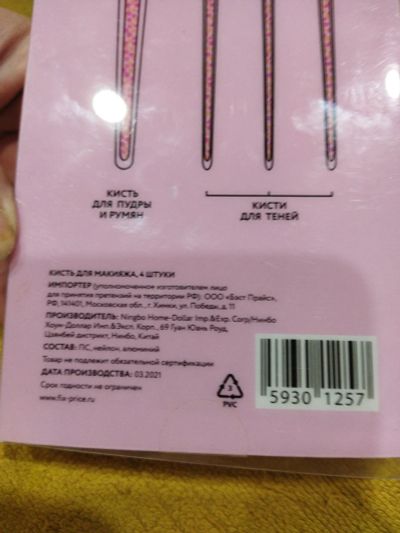 КИСТЬ
ДЛЯ ПУДРЫ
И РУМЯН
КИСТИ
ДЛЯ ТЕНЕЙ
КИСТЬ ДЛЯ МАКИЯЖА, 4 ШТУКИ
ИМПОРТЕР (уполномоченное изготовителем лицо
для принятия претензий на территории РФ): ООО «Бэст Прайс»,
РФ, 141401, Московская обл., г. Химки, ул. Победы, д. 11
ПРОИЗВОДИТЕЛЬ: Ningbo Home-Dollar Imp.&Exp. Corp/Нинбо
Хоум-Доллар Имп.&Эксп. Корп., 69 Гуан Юань Роуд,
Цзянбей дистрикт, Нинбо, Китай
СОСТАВ: ПС, нейлон, алюминий
Товар не подлежит обязательной сертификации
ДАТА ПРОИЗВОДСТВА: 03.2021
Срок годности не ограничен
www.fix-price.ru
3
PVC
5930 1257